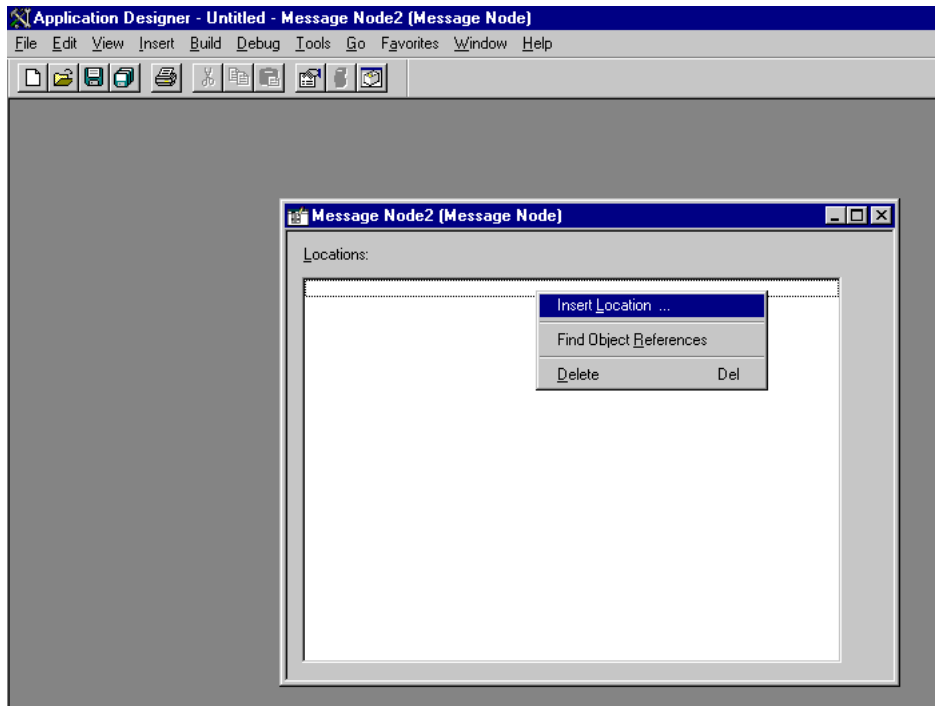 Application Designer - Untitled - Message Node2 (Message Node)
File Edit View Insert Build Debug Tools Go Favorites Window Help
Message Node2 (Message Node)
Locations:
Insert Location ...
Find Object References
Delete Del